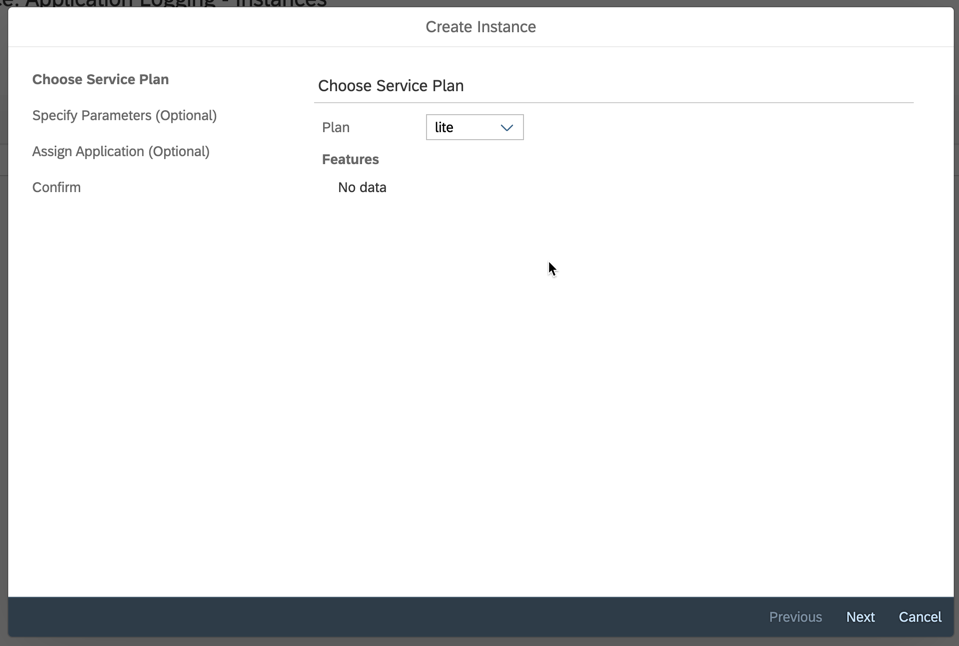 Application Logging - Instances
Create Instance
Choose Service Plan
Specify Parameters (Optional)
Assign Application (Optional)
Confirm
Choose Service Plan
Plan
lite
Features
No data
Previous
Next
Cancel